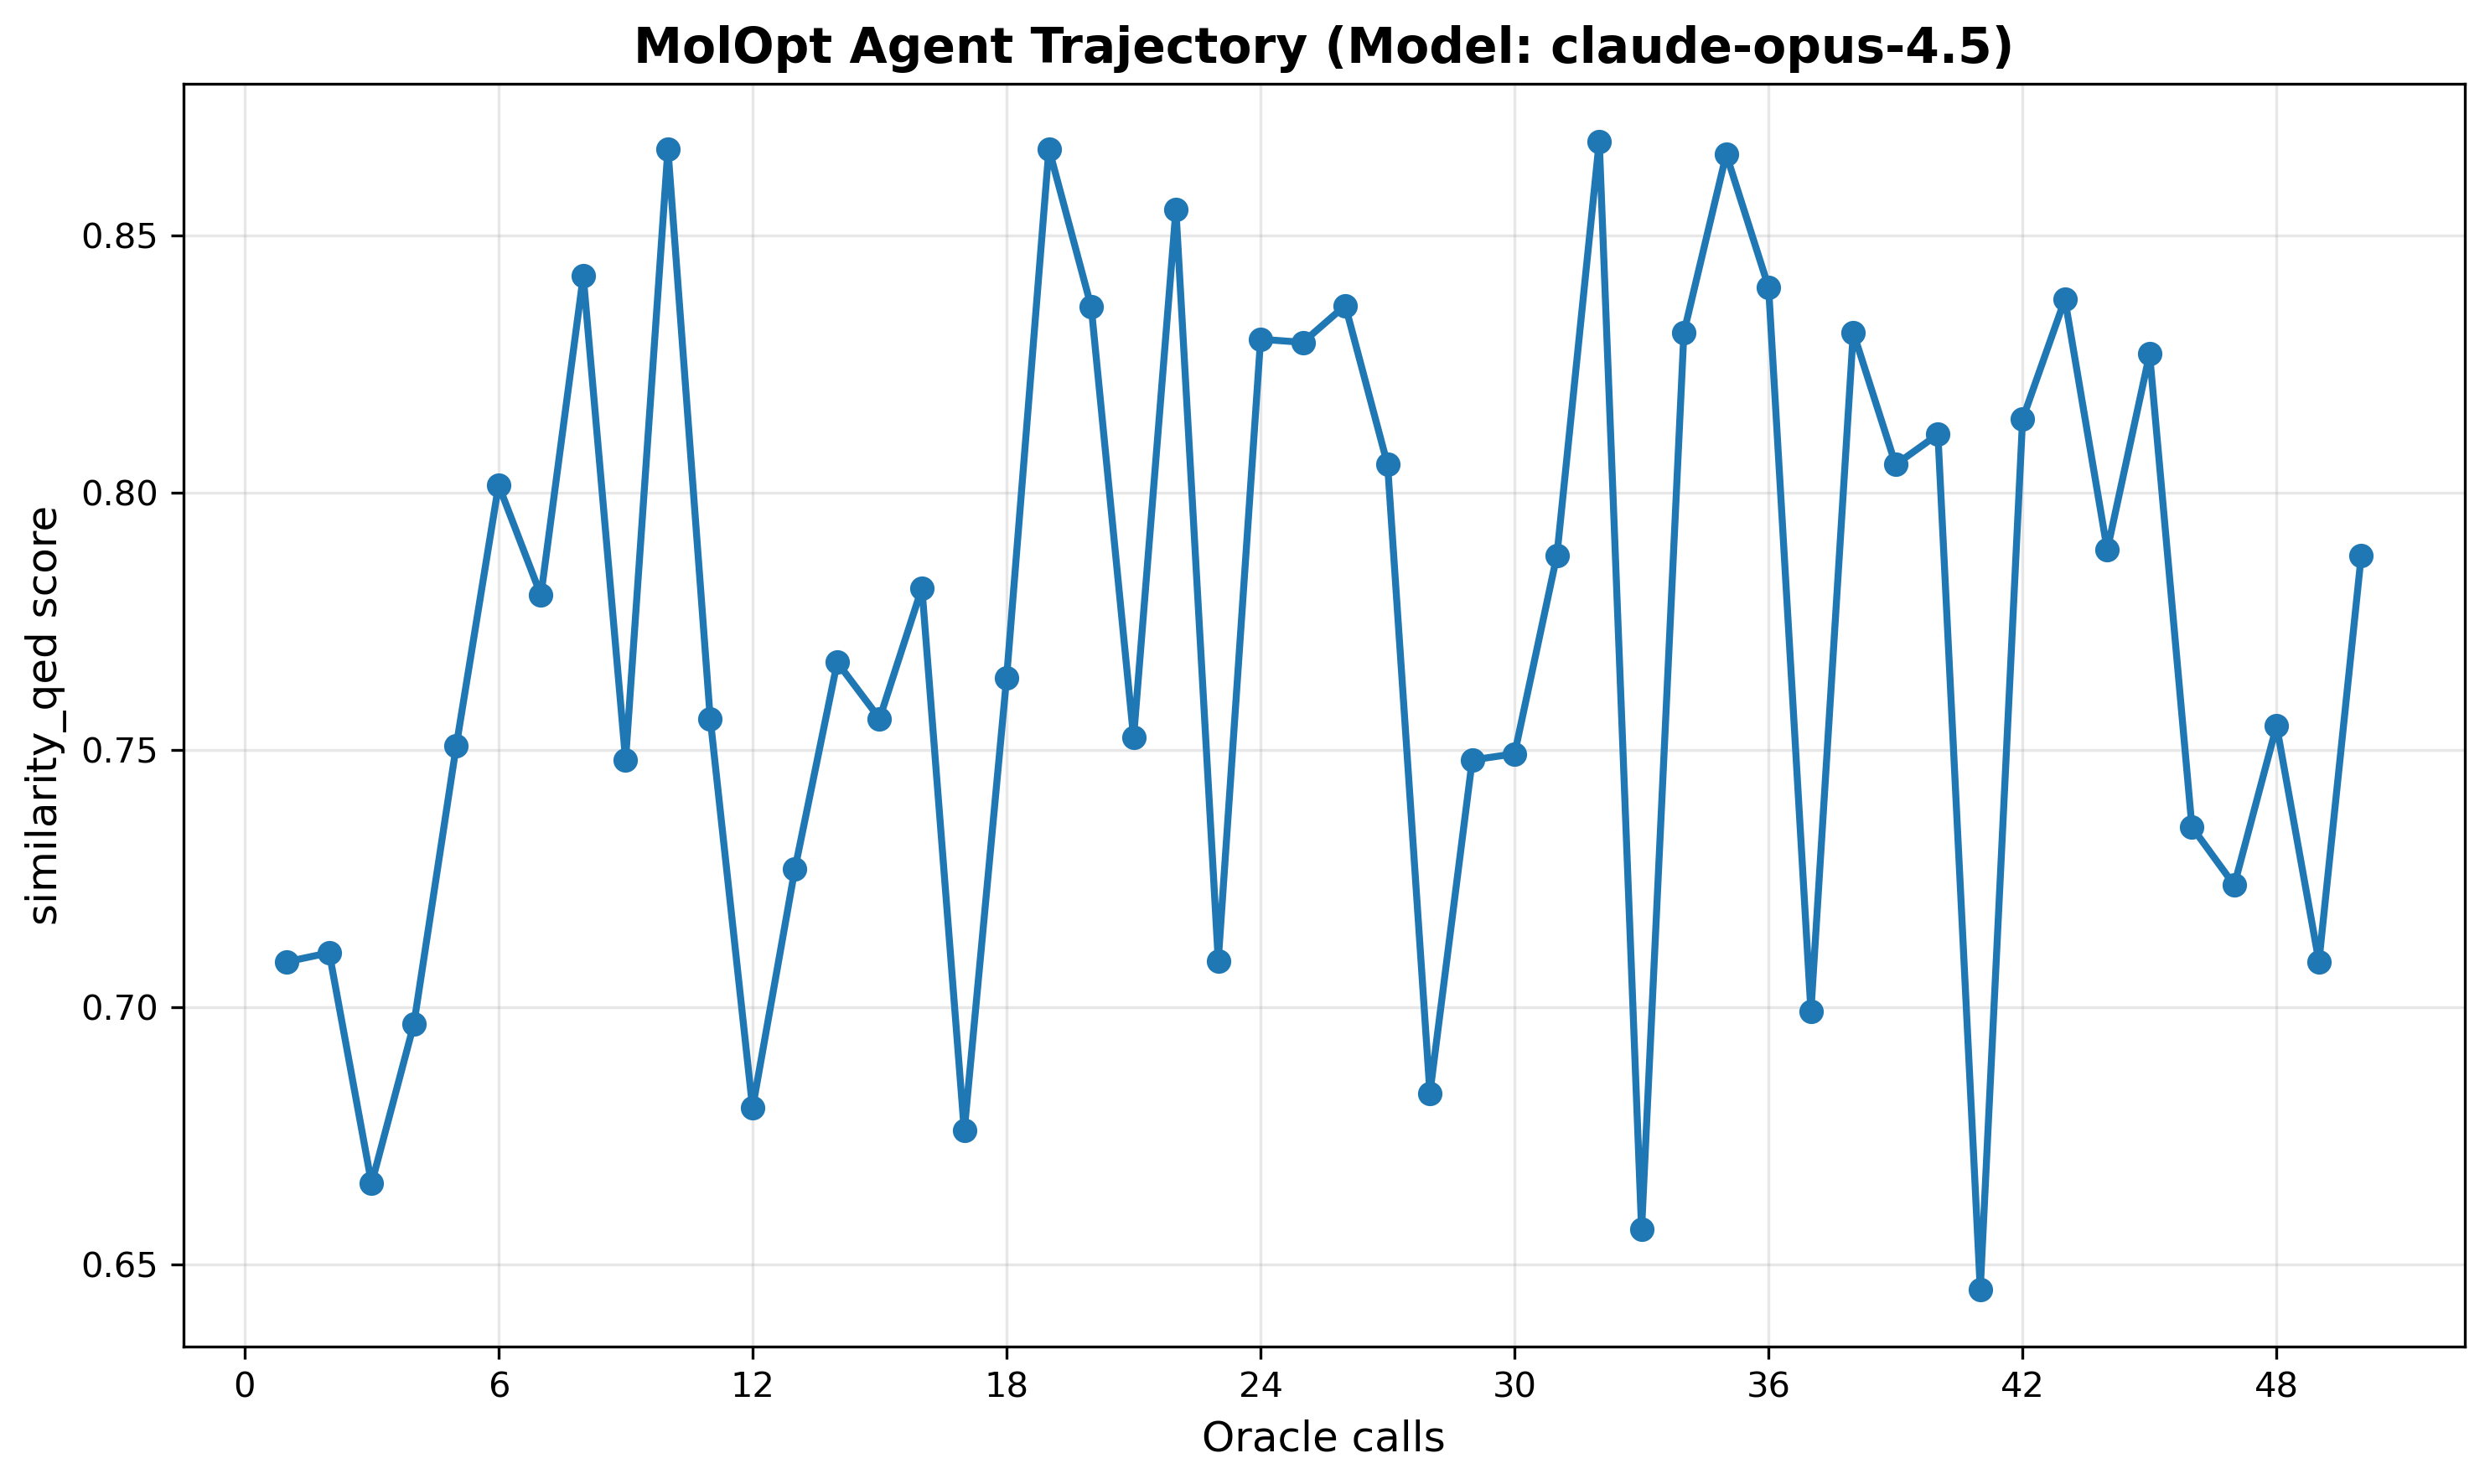 MolOpt Agent Trajectory (Model: claude-opus-4.5)
similarity_qed score
0.85
0.80
0.75
0.70
0.65
0 6 12 18 24 30 36 42 48
Oracle calls